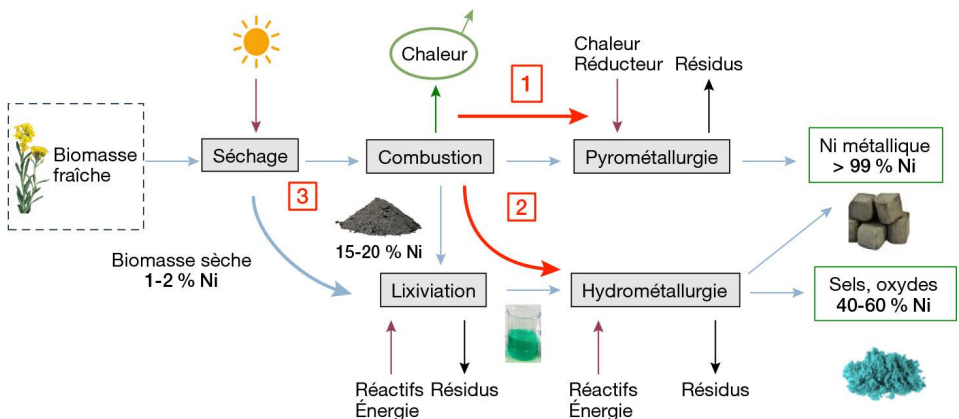 Chaleur
1
Chaleur
Réducteur
Résidus
Biomasse
fraîche
Séchage
Combustion
Pyrométallurgie
Ni métallique
> 99 % Ni
3
2
15-20 % Ni
Biomasse sèche
1-2 % Ni
Lixiviation
Hydrométallurgie
Sels, oxydes
40-60 % Ni
Réactifs
Énergie
Résidus
Réactifs
Énergie
Résidus